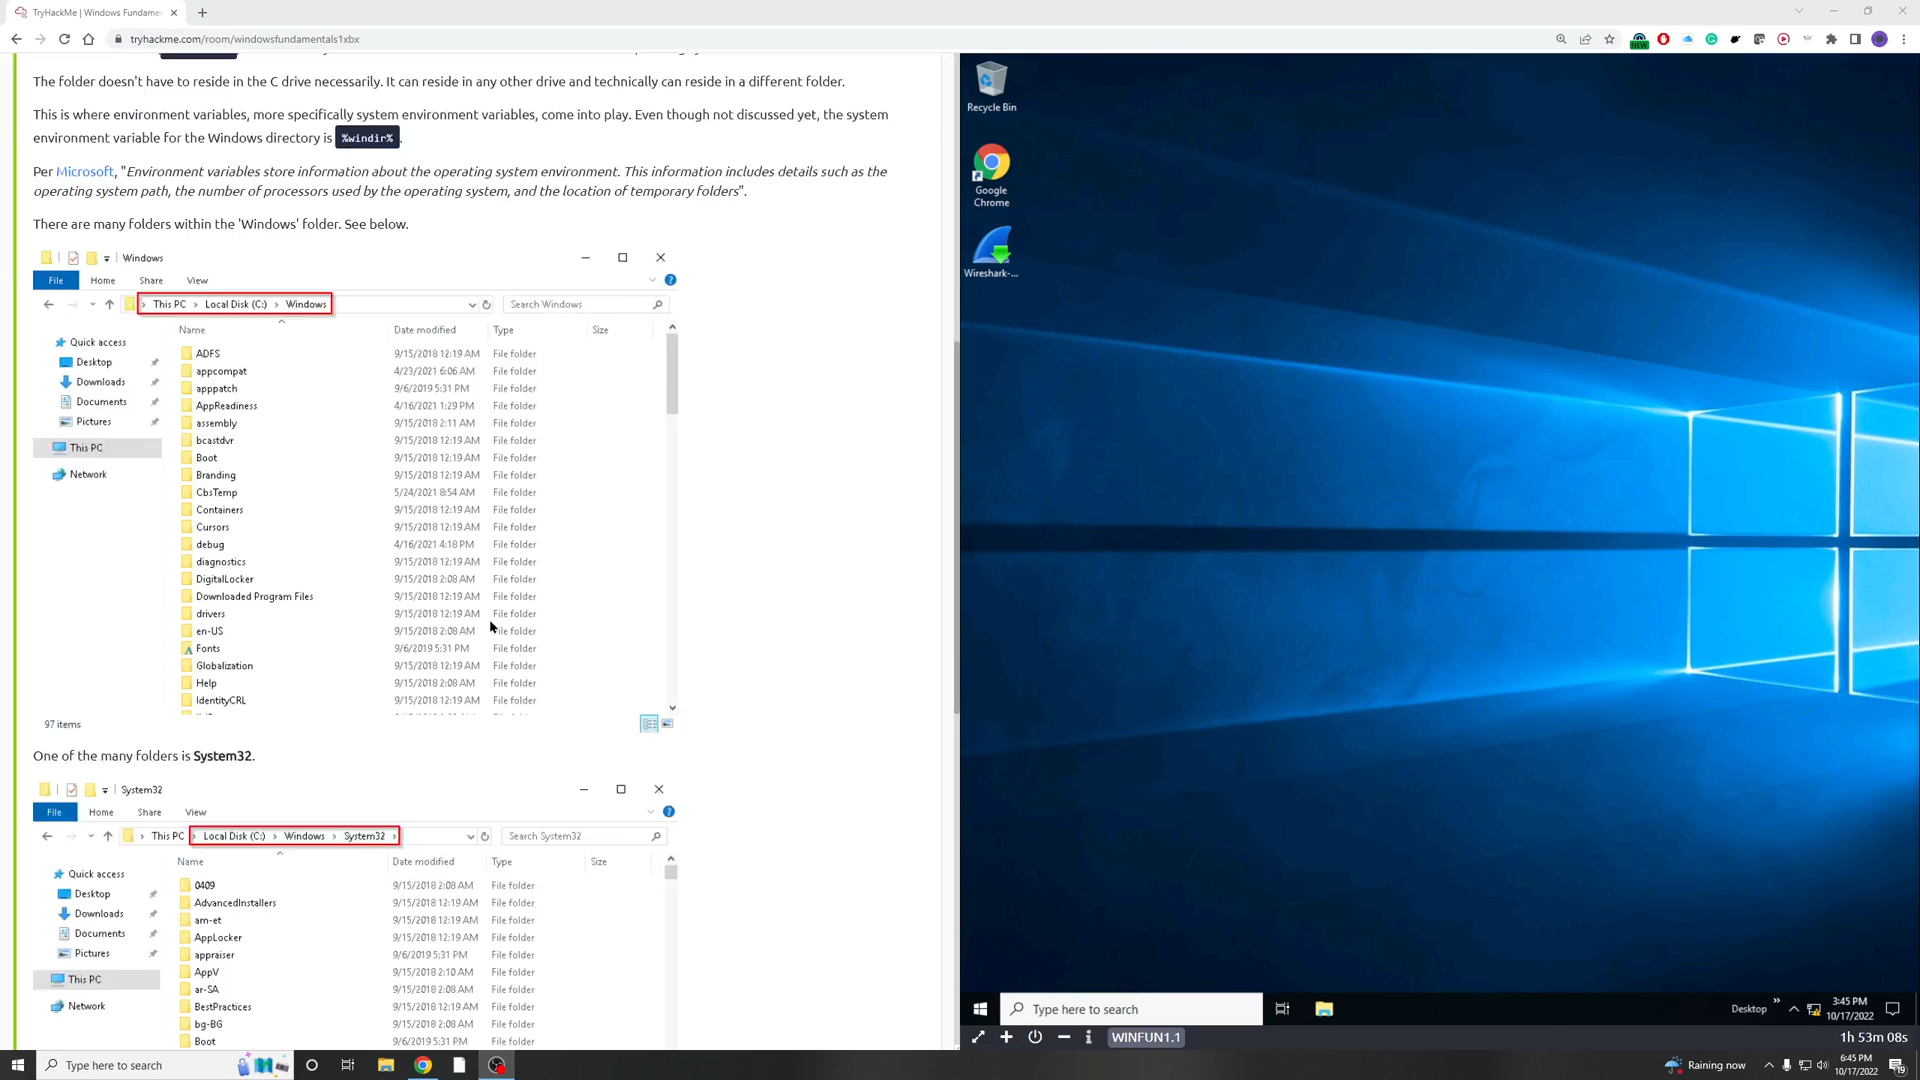 TryHackMe | Windows Fundame
tryhackme.com/room/windowsfundamentals1xbx
NEW
The folder doesn't have to reside in the C drive necessarily. It can reside in any other drive and technically can reside in a different folder.
This is where environment variables, more specifically system environment variables, come into play. Even though not discussed yet, the system
environment variable for the Windows directory is %windir% .
Per Microsoft, "Environment variables store information about the operating system environment. This information includes details such as the
operating system path, the number of processors used by the operating system, and the location of temporary folders".
There are many folders within the 'Windows' folder. See below.
Windows
File Home Share View
This PC > Local Disk (C:) > Windows Search Windows
Name Date modified Type Size
Quick access
Desktop
Downloads
Documents
Pictures
This PC
Network
ADFS 9/15/2018 12:19 AM File folder
appcompat 4/23/2021 6:06 AM File folder
apppatch 9/6/2019 5:31 PM File folder
AppReadiness 4/16/2021 1:29 PM File folder
assembly 9/15/2018 2:11 AM File folder
bcastdvr 9/15/2018 12:19 AM File folder
Boot 9/15/2018 12:19 AM File folder
Branding 9/15/2018 12:19 AM File folder
CbsTemp 5/24/2021 8:54 AM File folder
Containers 9/15/2018 12:19 AM File folder
Cursors 9/15/2018 12:19 AM File folder
debug 4/16/2021 4:18 PM File folder
diagnostics 9/15/2018 12:19 AM File folder
DigitalLocker 9/15/2018 2:08 AM File folder
Downloaded Program Files 9/15/2018 12:19 AM File folder
drivers 9/15/2018 12:19 AM File folder
en-US 9/15/2018 2:08 AM File folder
Fonts 9/6/2019 5:31 PM File folder
Globalization 9/15/2018 12:19 AM File folder
Help 9/15/2018 2:08 AM File folder
IdentityCRL 9/15/2018 12:19 AM File folder
97 items
One of the many folders is System32.
System32
File Home Share View
This PC > Local Disk (C:) > Windows > System32 > Search System32
Name Date modified Type Size
Quick access
Desktop
Downloads
Documents
Pictures
This PC
Network
0409 9/15/2018 2:08 AM File folder
AdvancedInstallers 9/15/2018 12:19 AM File folder
am-et 9/15/2018 12:19 AM File folder
AppLocker 9/15/2018 12:19 AM File folder
appraiser 9/6/2019 5:31 PM File folder
AppV 9/15/2018 2:10 AM File folder
ar-SA 9/15/2018 2:08 AM File folder
BestPractices 9/15/2018 12:19 AM File folder
bg-BG 9/15/2018 2:08 AM File folder
Boot 9/6/2019 5:31 PM File folder
Recycle Bin
Google
Chrome
Wireshark-...
Type here to search
Desktop
3:45 PM
10/17/2022
WINFUN1.1
1h 53m 08s
Type here to search
Raining now
6:45 PM
10/17/2022
19